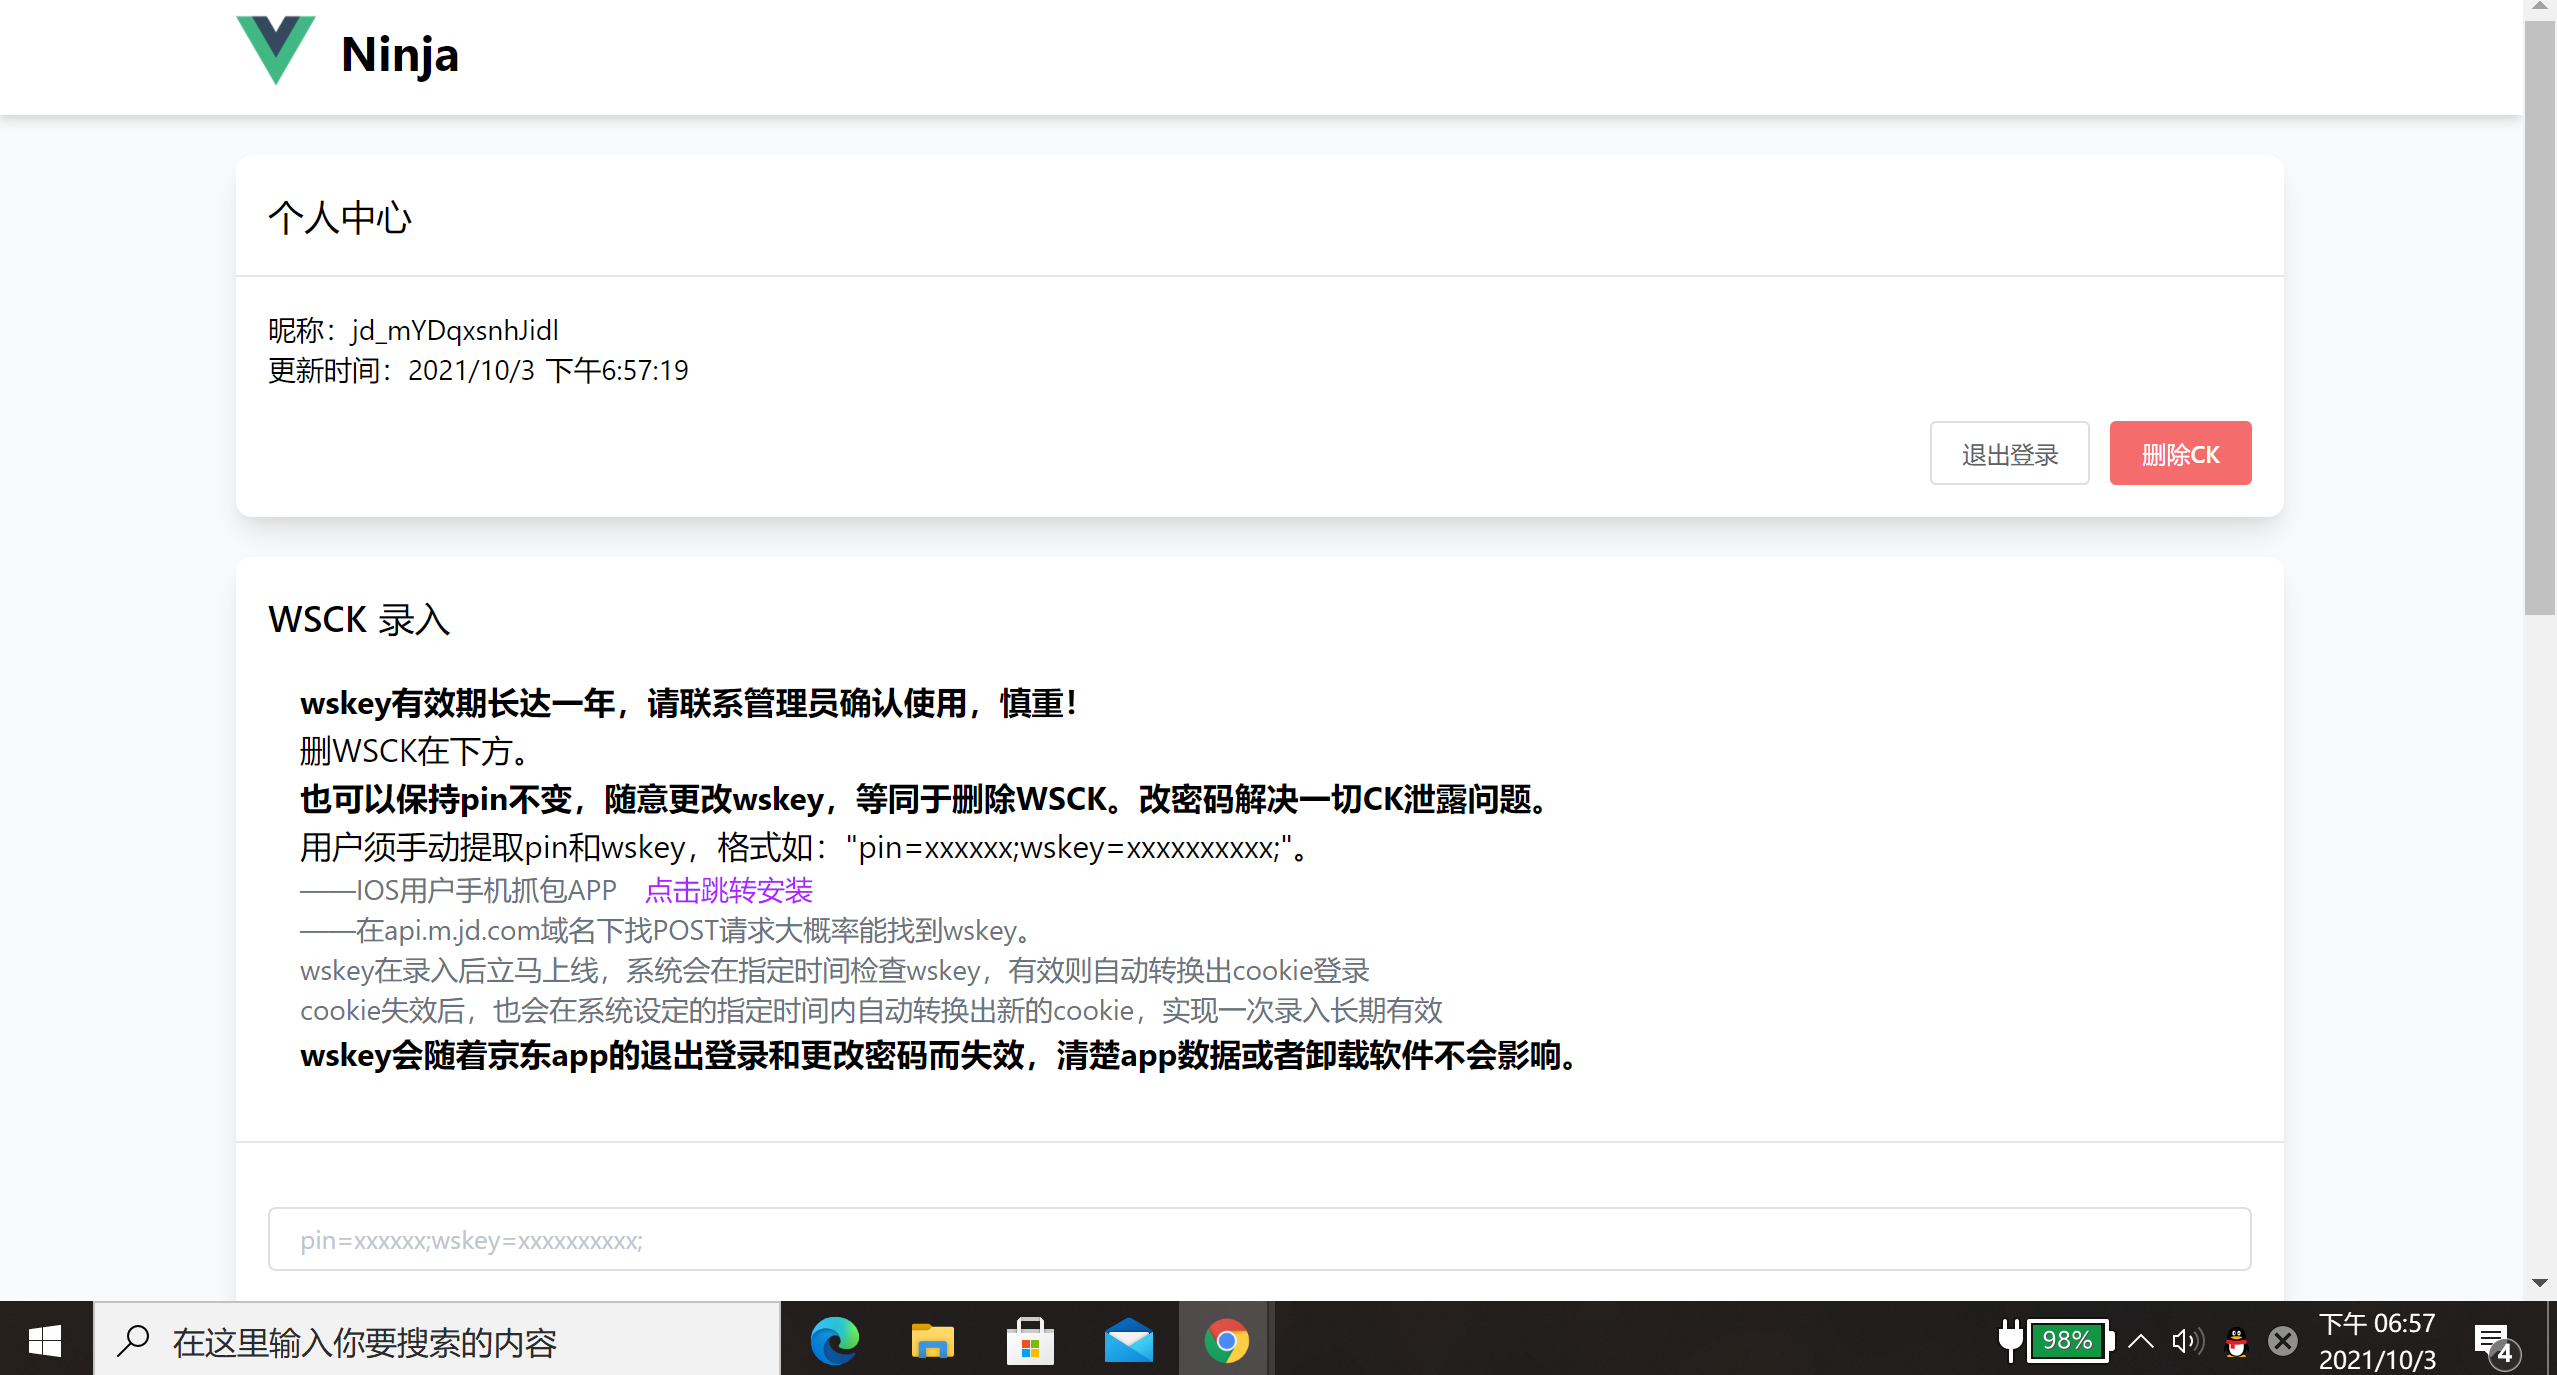 Ninja
个人中心
昵称：jd_mYDqxsnhJidl
更新时间：2021/10/3 下午6:57:19
退出登录
删除CK
WSCK 录入
wskey有效期长达一年，请联系管理员确认使用，慎重！
删WSCK在下方。
也可以保持pin不变，随意更改wskey，等同于删除WSCK。改密码解决一切CK泄露问题。
用户须手动提取pin和wskey，格式如："pin=xxxxxx;wskey=xxxxxxxxxx;"。
——IOS用户手机抓包APP 点击跳转安装
——在api.m.jd.com域名下找POST请求大概率能找到wskey。
wskey在录入后立马上线，系统会在指定时间检查wskey，有效则自动转换出cookie登录
cookie失效后，也会在系统设定的指定时间内自动转换出新的cookie，实现一次录入长期有效
wskey会随着京东app的退出登录和更改密码而失效，清楚app数据或者卸载软件不会影响。
pin=xxxxxx;wskey=xxxxxxxxxx;
在这里输入你要搜索的内容
98%
下午 06:57
2021/10/3
4